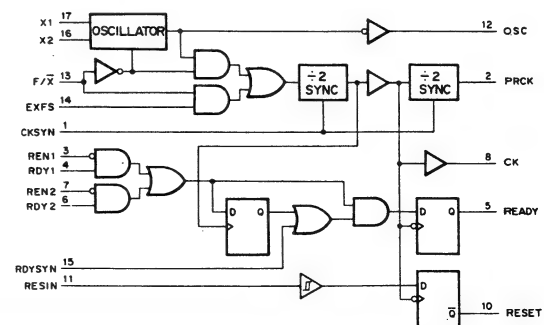 X1 17
X2 16
OSCILLATOR
12 OSC
F/X̅ 13
EXFS 14
÷2 SYNC
÷2 SYNC
2 PRCK
CKSYN 1
REN1 3
RDY1 4
REN2 7
RDY2 6
8 CK
D Q
D Q
5 READY
RDYSYN 15
RESIN 11
D
Q̅
10 RESET